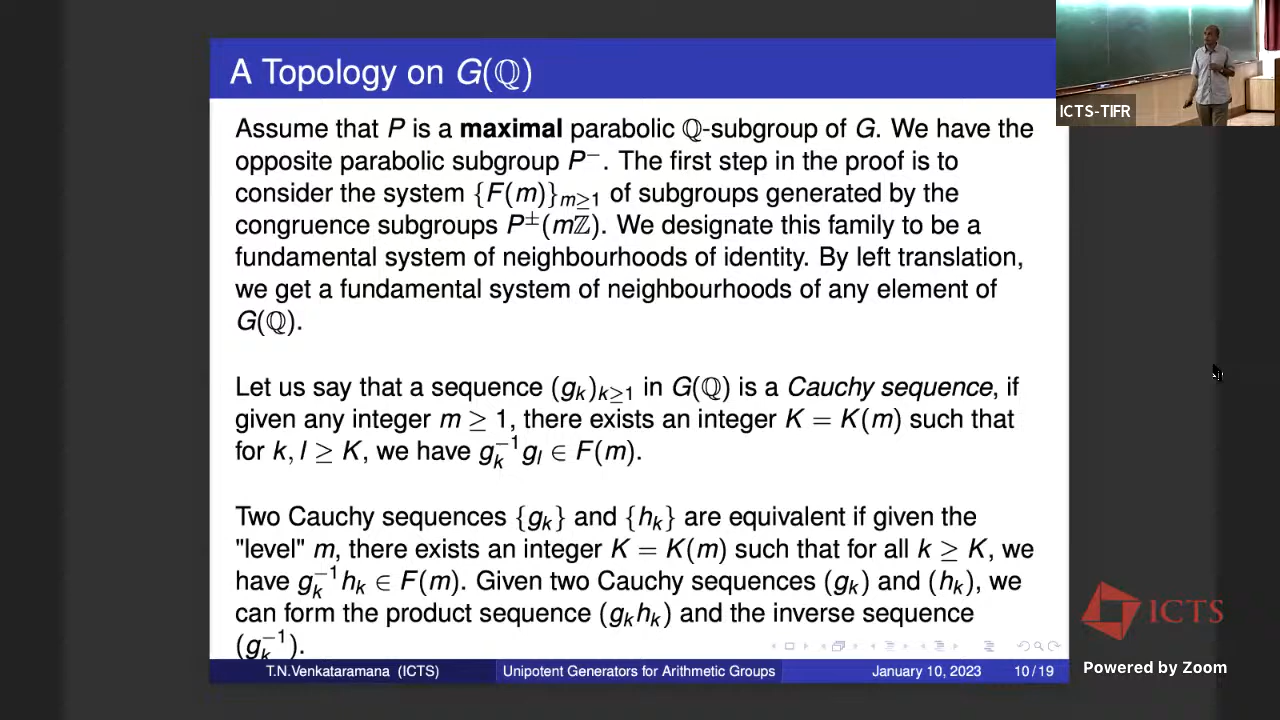 A Topology on G(ℚ)
Assume that P is a maximal parabolic ℚ-subgroup of G. We have the
opposite parabolic subgroup P⁻. The first step in the proof is to
consider the system {F(m)}ₘ≥₁ of subgroups generated by the
congruence subgroups P±(mℤ). We designate this family to be a
fundamental system of neighbourhoods of identity. By left translation,
we get a fundamental system of neighbourhoods of any element of
G(ℚ).
Let us say that a sequence (gₖ)ₖ≥₁ in G(ℚ) is a Cauchy sequence, if
given any integer m ≥ 1, there exists an integer K = K(m) such that
for k, l ≥ K, we have gₖ⁻¹gₗ ∈ F(m).
Two Cauchy sequences {gₖ} and {hₖ} are equivalent if given the
"level" m, there exists an integer K = K(m) such that for all k ≥ K, we
have gₖ⁻¹hₖ ∈ F(m). Given two Cauchy sequences (gₖ) and (hₖ), we
can form the product sequence (gₖhₖ) and the inverse sequence
(gₖ⁻¹).
T.N.Venkataramana (ICTS) Unipotent Generators for Arithmetic Groups January 10, 2023 10 / 19
ICTS-TIFR
ICTS
Powered by Zoom